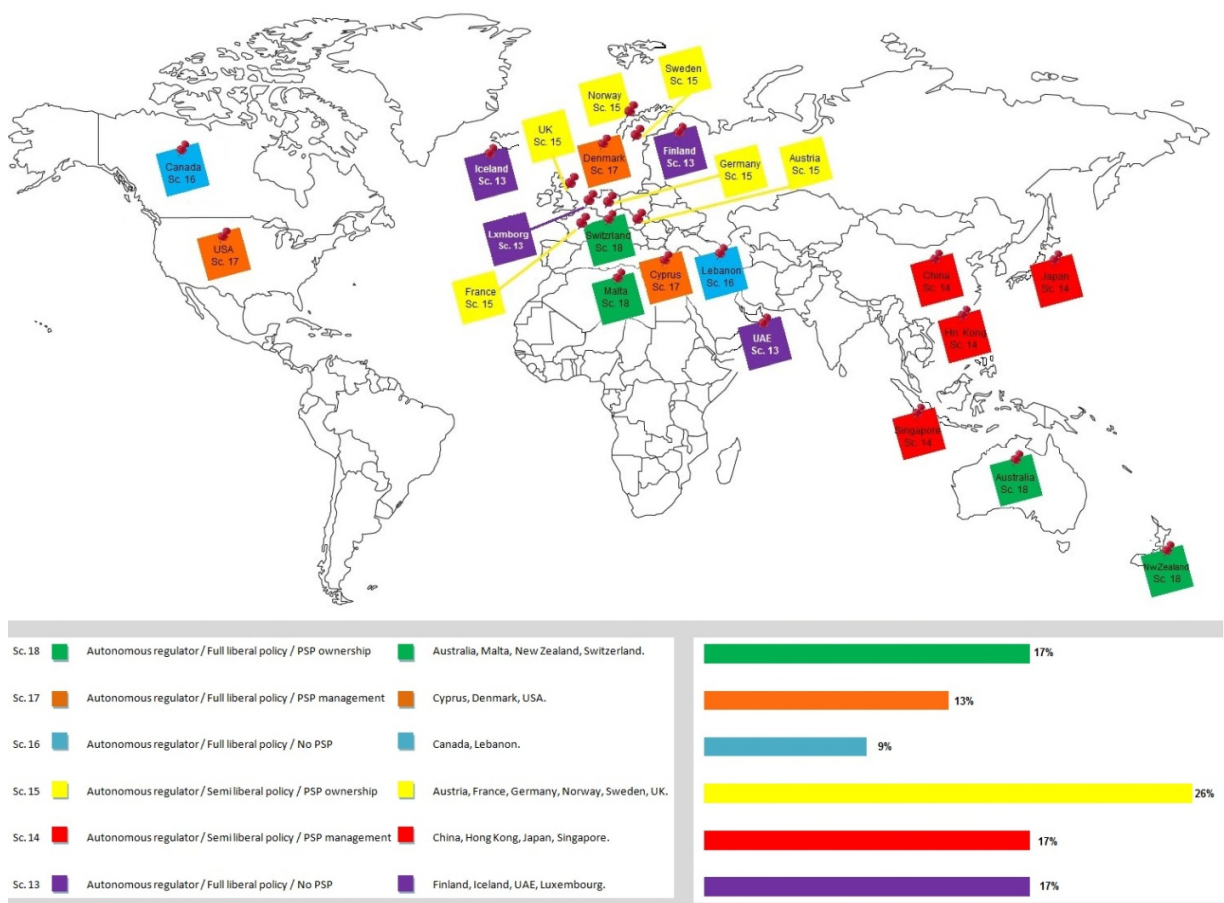 Sweden
Sc. 15
Norway
Sc. 15
UK
Sc. 15
Denmark
Sc. 17
Finland
Sc. 13
Germany
Sc. 15
Austria
Sc. 15
Canada
Sc. 16
Iceland
Sc. 13
Lxmborg
Sc. 13
Switzrland
Sc. 18
USA
Sc. 17
France
Sc. 15
Malta
Sc. 18
Cyprus
Sc. 17
Lebanon
Sc. 16
China
Sc. 14
Japan
Sc. 14
UAE
Sc. 13
Hn. Kong
Sc. 14
Singapore
Sc. 14
Australia
Sc. 18
NwZealand
Sc. 18
Sc. 18 Autonomous regulator / Full liberal policy / PSP ownership Australia, Malta, New Zealand, Switzerland. 17%
Sc. 17 Autonomous regulator / Full liberal policy / PSP management Cyprus, Denmark, USA. 13%
Sc. 16 Autonomous regulator / Full liberal policy / No PSP Canada, Lebanon. 9%
Sc. 15 Autonomous regulator / Semi liberal policy / PSP ownership Austria, France, Germany, Norway, Sweden, UK. 26%
Sc. 14 Autonomous regulator / Semi liberal policy / PSP management China, Hong Kong, Japan, Singapore. 17%
Sc. 13 Autonomous regulator / Full liberal policy / No PSP Finland, Iceland, UAE, Luxembourg. 17%